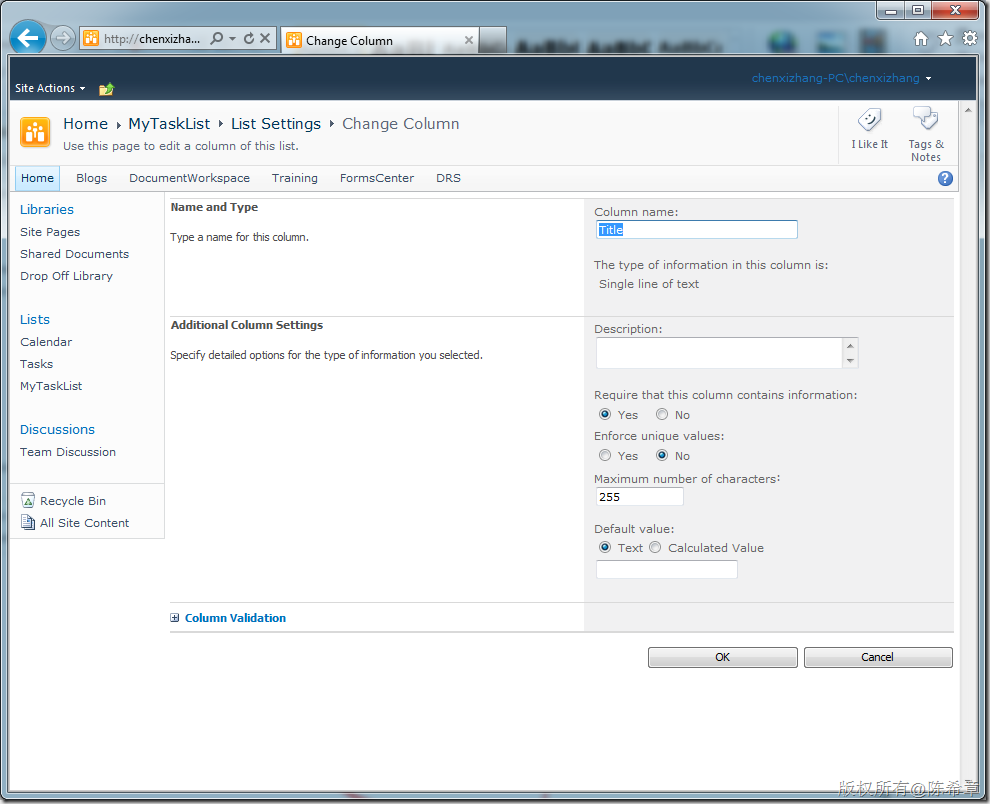 http://chenxizha...
Change Column
Site Actions
chenxizhang-PC\chenxizhang
Home MyTaskList List Settings Change Column
Use this page to edit a column of this list.
I Like It
Tags & Notes
Home Blogs DocumentWorkspace Training FormsCenter DRS
Libraries
Site Pages
Shared Documents
Drop Off Library
Lists
Calendar
Tasks
MyTaskList
Discussions
Team Discussion
Recycle Bin
All Site Content
Name and Type
Type a name for this column.
Column name:
Title
The type of information in this column is:
Single line of text
Additional Column Settings
Specify detailed options for the type of information you selected.
Description:
Require that this column contains information:
Yes No
Enforce unique values:
Yes No
Maximum number of characters:
255
Default value:
Text Calculated Value
Column Validation
OK Cancel
版权所有@陈希章